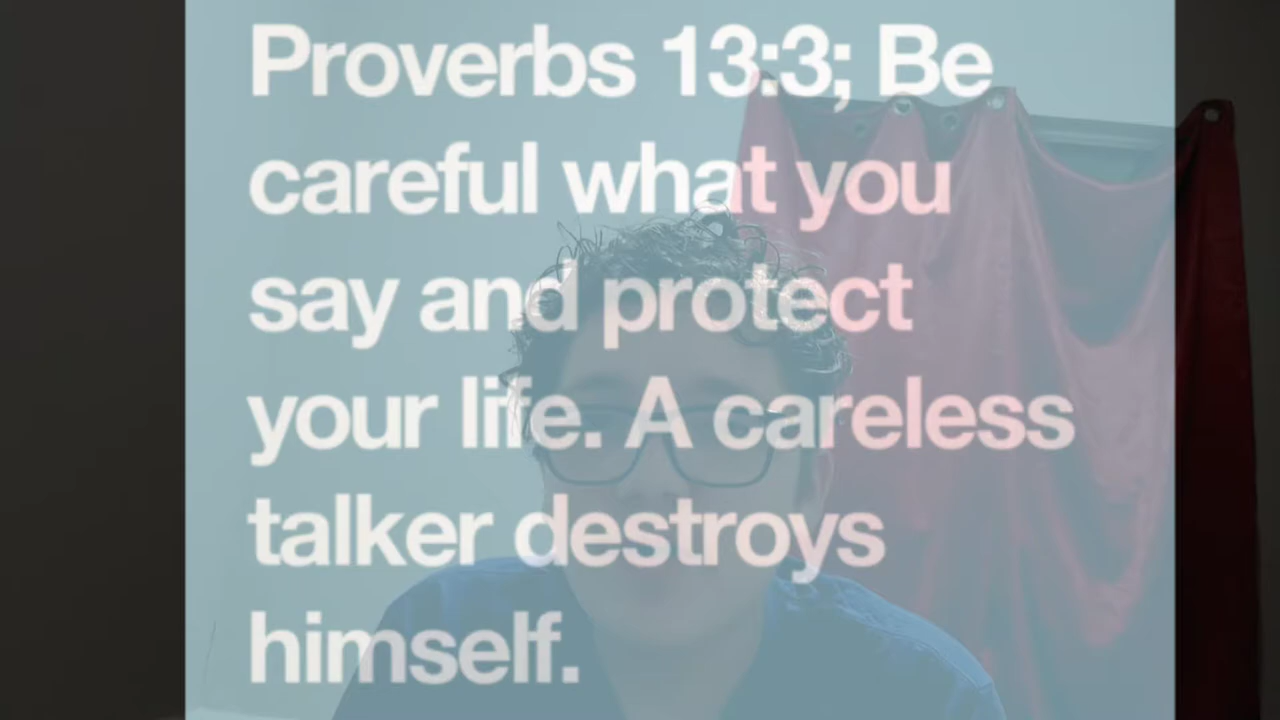 Proverbs 13:3; Be
careful what you
say and protect
your life. A careless
talker destroys
himself.